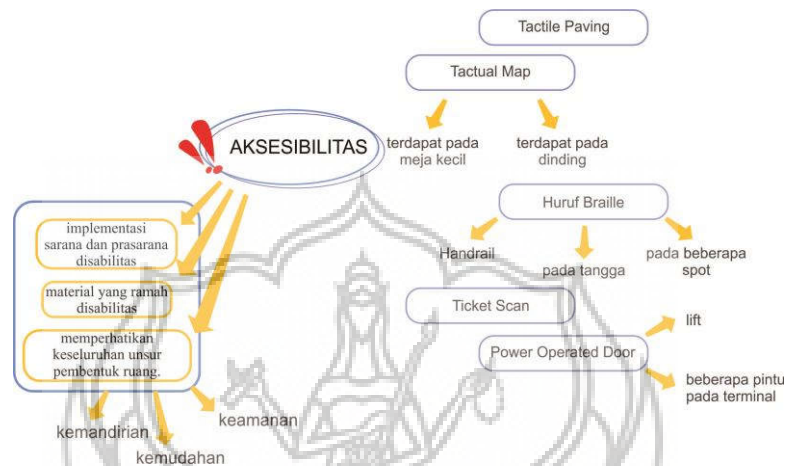 Tactile Paving
Tactual Map
AKSESIBILITAS
terdapat pada
meja kecil
terdapat pada
dinding
implementasi
sarana dan prasarana
disabilitas
material yang ramah
disabilitas
memperhatikan
keseluruhan unsur
pembentuk ruang.
kemandirian
kemudahan
keamanan
Huruf Braille
Handrail
pada tangga
pada beberapa
spot
Ticket Scan
Power Operated Door
lift
beberapa pintu
pada terminal